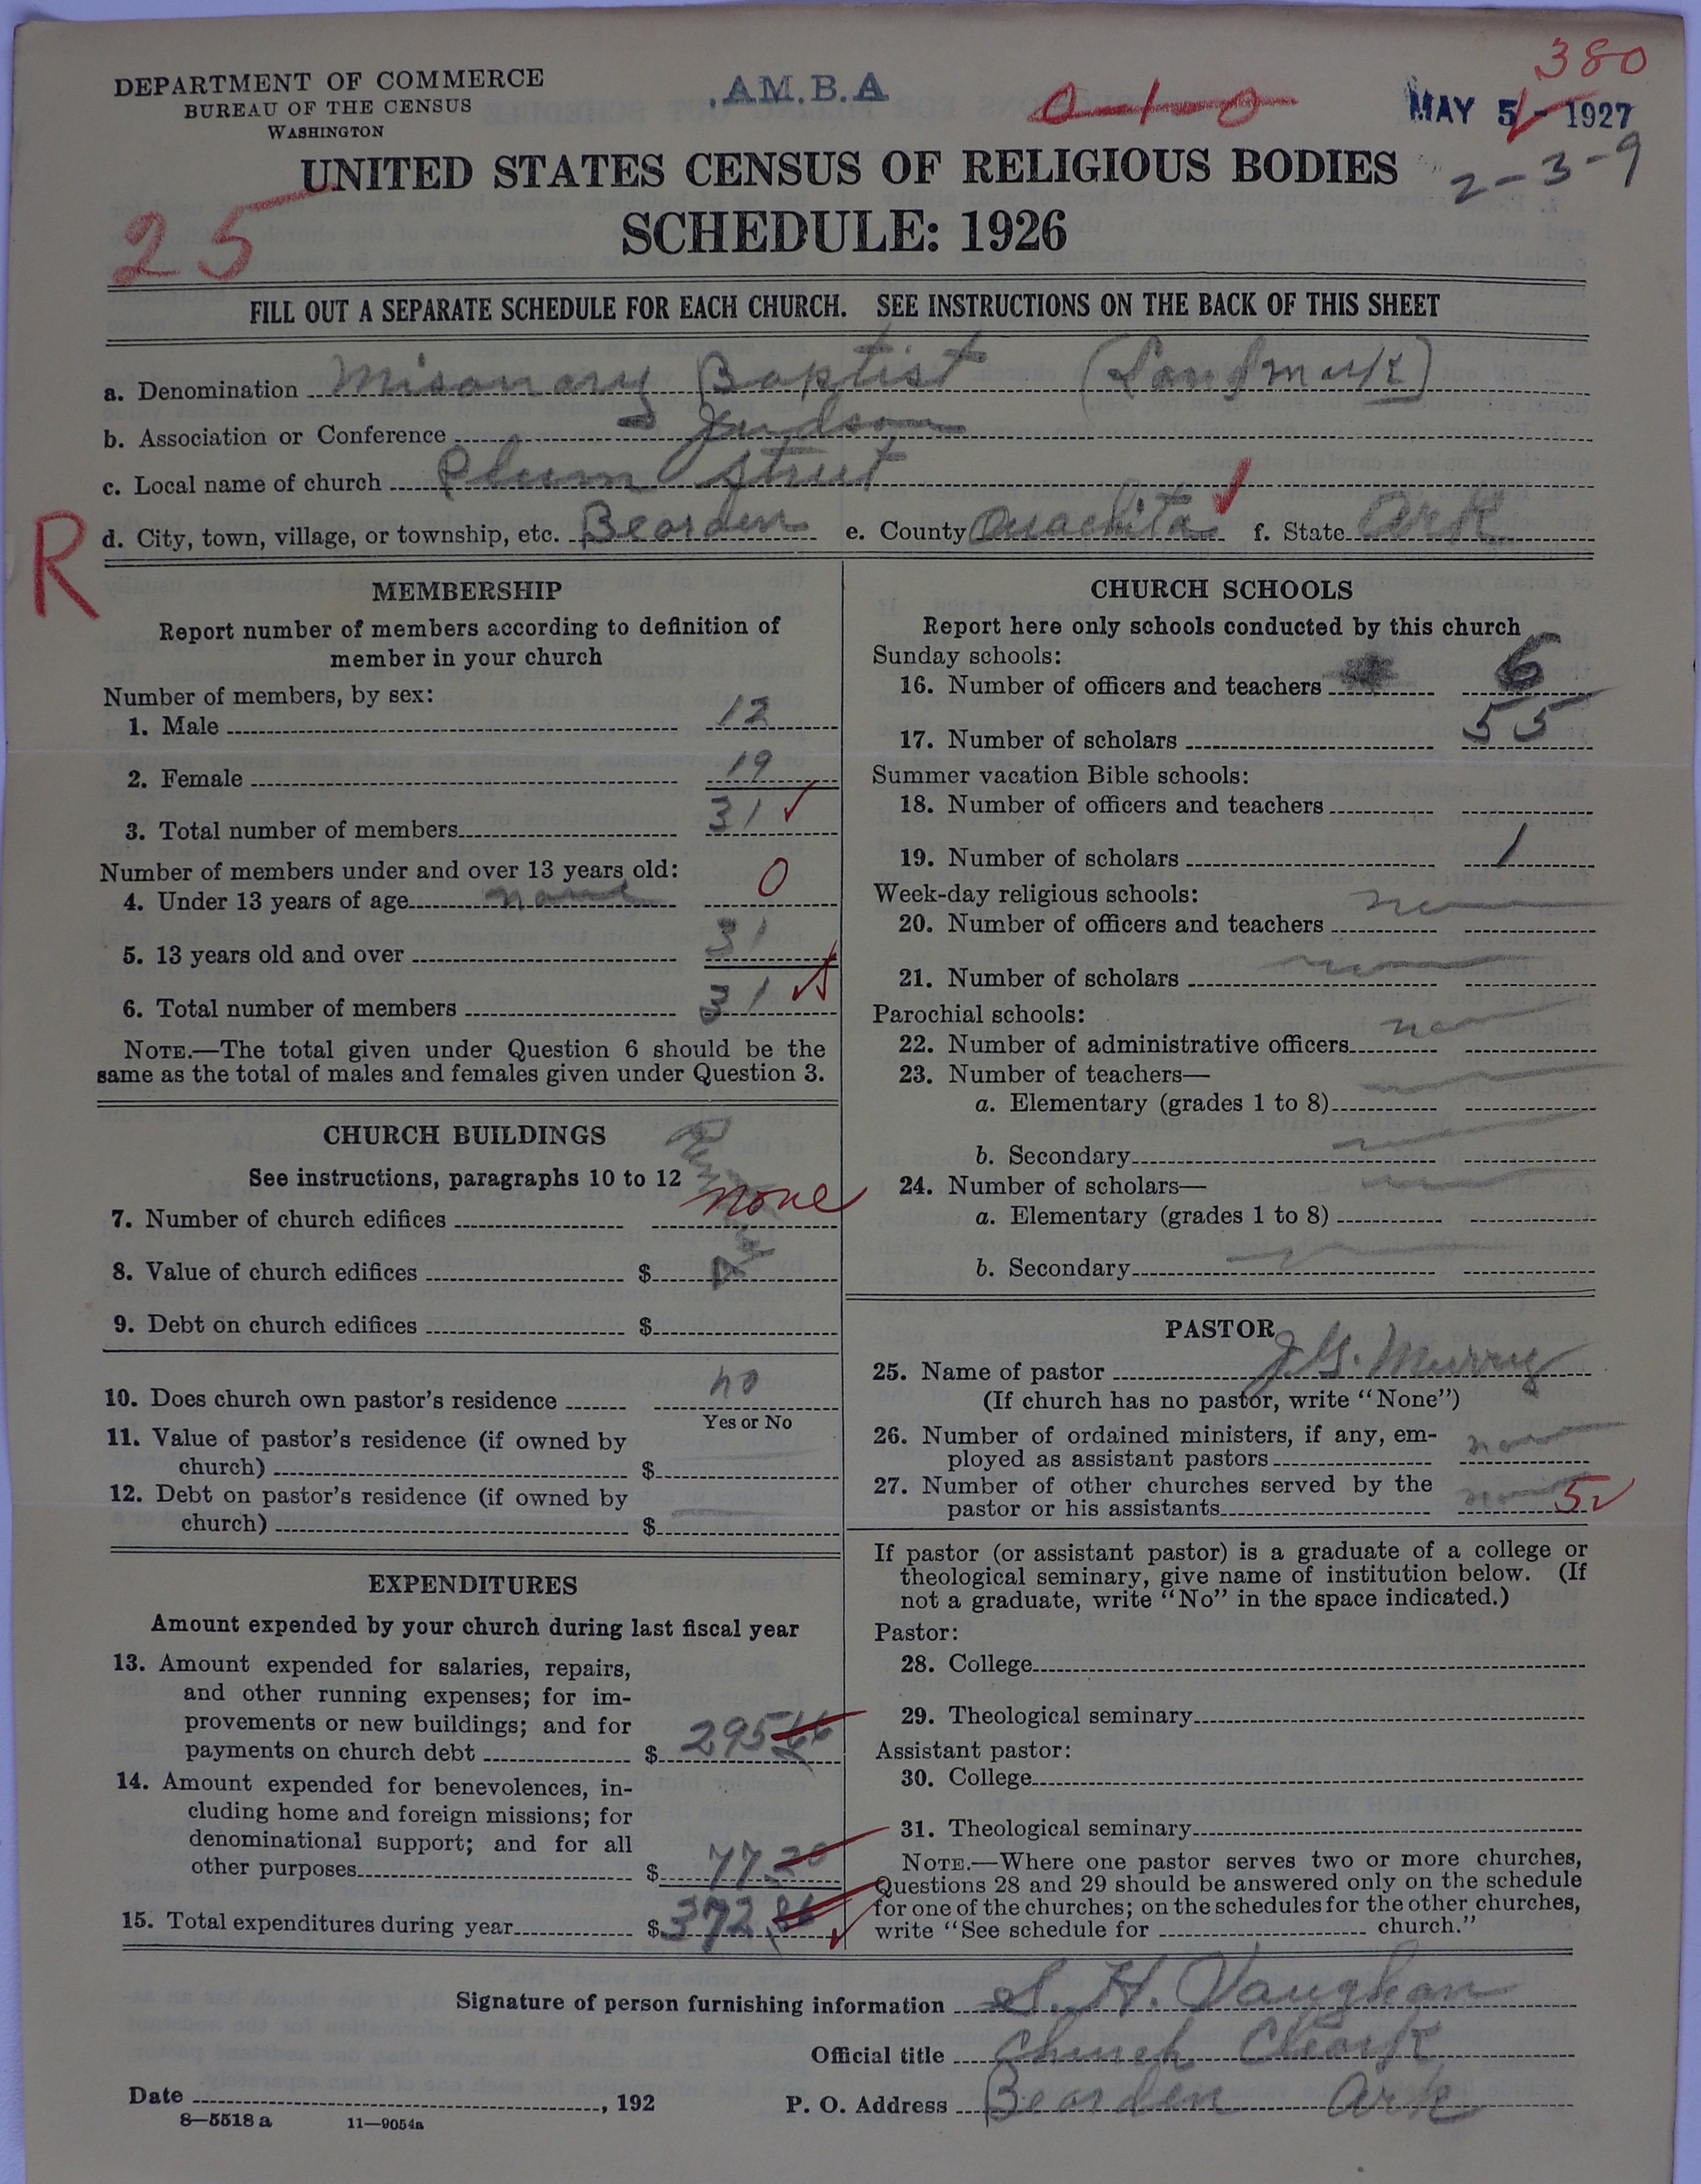 380
DEPARTMENT OF COMMERCE
BUREAU OF THE CENSUS
WASHINGTON
.AM.B.A
0-1-0
MAY 5 - 1927
2-3-9
UNITED STATES CENSUS OF RELIGIOUS BODIES
SCHEDULE: 1926
25
FILL OUT A SEPARATE SCHEDULE FOR EACH CHURCH. SEE INSTRUCTIONS ON THE BACK OF THIS SHEET
a. Denomination Misonary Baptist (Landmark)
b. Association or Conference Judson
c. Local name of church Plum Street
R
d. City, town, village, or township, etc. Bearden e. County Ouachita f. State Ark
MEMBERSHIP
Report number of members according to definition of
member in your church
Number of members, by sex:
1. Male 12
2. Female 19
3. Total number of members 31
Number of members under and over 13 years old:
4. Under 13 years of age none 0
5. 13 years old and over 31
6. Total number of members 31
NOTE.—The total given under Question 6 should be the
same as the total of males and females given under Question 3.
CHURCH BUILDINGS
See instructions, paragraphs 10 to 12
7. Number of church edifices none
8. Value of church edifices $
9. Debt on church edifices $
10. Does church own pastor's residence no
Yes or No
11. Value of pastor's residence (if owned by
church) $
12. Debt on pastor's residence (if owned by
church) $
EXPENDITURES
Amount expended by your church during last fiscal year
13. Amount expended for salaries, repairs,
and other running expenses; for im-
provements or new buildings; and for
payments on church debt $ 295 66
14. Amount expended for benevolences, in-
cluding home and foreign missions; for
denominational support; and for all
other purposes $ 77 20
15. Total expenditures during year $ 372.86
CHURCH SCHOOLS
Report here only schools conducted by this church
Sunday schools:
16. Number of officers and teachers 6
17. Number of scholars 55
Summer vacation Bible schools:
18. Number of officers and teachers
19. Number of scholars 1
Week-day religious schools:
20. Number of officers and teachers
21. Number of scholars
Parochial schools:
22. Number of administrative officers
23. Number of teachers—
a. Elementary (grades 1 to 8)
b. Secondary
24. Number of scholars—
a. Elementary (grades 1 to 8)
b. Secondary
PASTOR
25. Name of pastor J.G. Murry
(If church has no pastor, write "None")
26. Number of ordained ministers, if any, em-
ployed as assistant pastors
27. Number of other churches served by the
pastor or his assistants 5
If pastor (or assistant pastor) is a graduate of a college or
theological seminary, give name of institution below. (If
not a graduate, write "No" in the space indicated.)
Pastor:
28. College
29. Theological seminary
Assistant pastor:
30. College
31. Theological seminary
NOTE.—Where one pastor serves two or more churches,
Questions 28 and 29 should be answered only on the schedule
for one of the churches; on the schedules for the other churches,
write "See schedule for church."
Signature of person furnishing information S. H. Vaughan
Official title Church Cleark
Date , 192 P. O. Address Bearden Ark
8—5518 a 11—9054a